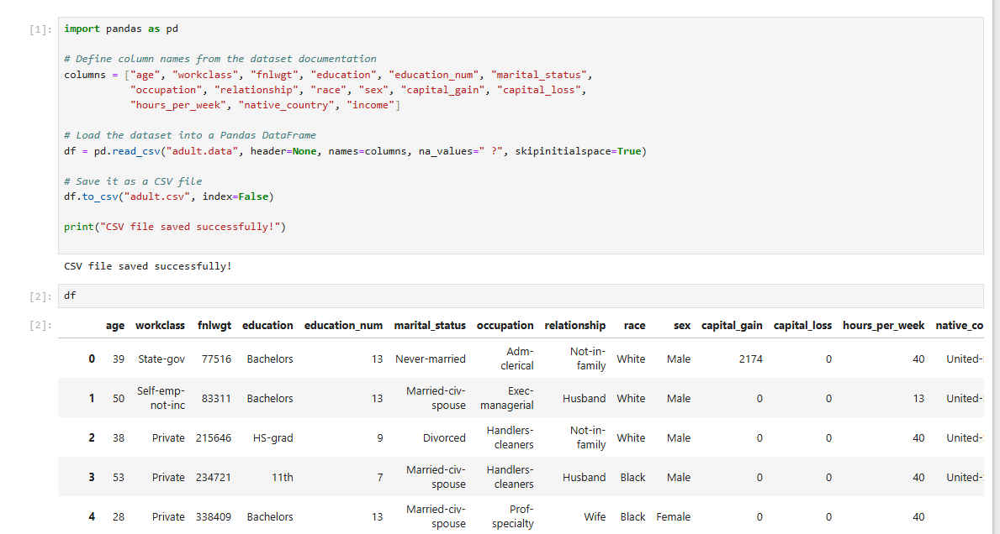 [1]: import pandas as pd
# Define column names from the dataset documentation
columns = ["age", "workclass", "fnlwgt", "education", "education_num", "marital_status",
"occupation", "relationship", "race", "sex", "capital_gain", "capital_loss",
"hours_per_week", "native_country", "income"]
# Load the dataset into a Pandas DataFrame
df = pd.read_csv("adult.data", header=None, names=columns, na_values=" ?", skipinitialspace=True)
# Save it as a CSV file
df.to_csv("adult.csv", index=False)
print("CSV file saved successfully!")
CSV file saved successfully!
[2]: df
[2]: age workclass fnlwgt education education_num marital_status occupation relationship race sex capital_gain capital_loss hours_per_week native_co
0 39 State-gov 77516 Bachelors 13 Never-married Adm-clerical Not-in-family White Male 2174 0 40 United-
1 50 Self-emp-not-inc 83311 Bachelors 13 Married-civ-spouse Exec-managerial Husband White Male 0 0 13 United-
2 38 Private 215646 HS-grad 9 Divorced Handlers-cleaners Not-in-family White Male 0 0 40 United-
3 53 Private 234721 11th 7 Married-civ-spouse Handlers-cleaners Husband Black Male 0 0 40 United-
4 28 Private 338409 Bachelors 13 Married-civ-spouse Prof-specialty Wife Black Female 0 0 40